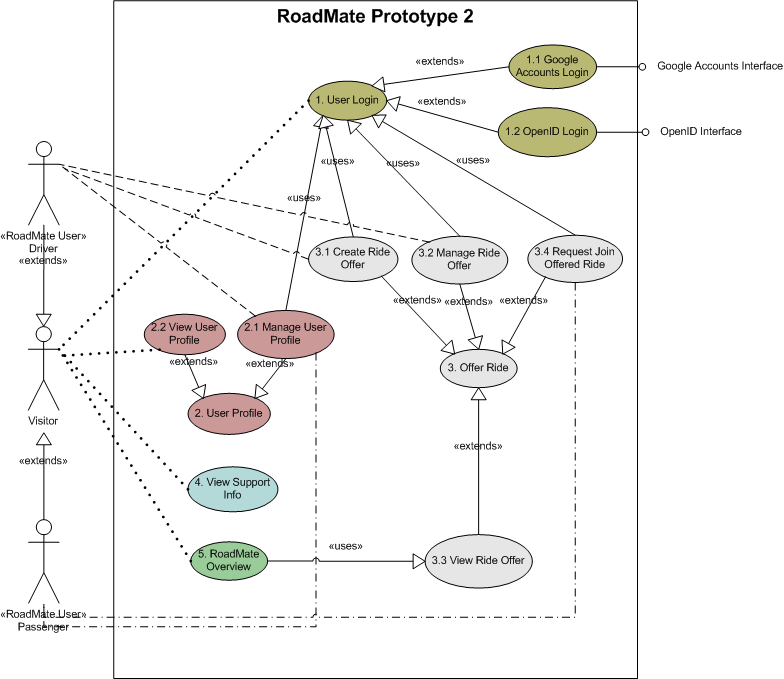 RoadMate Prototype 2
1.1 Google
Accounts Login
Google Accounts Interface
«extends»
1. User Login
«extends»
1.2 OpenID Login
OpenID Interface
«uses»
«uses»
«uses»
«uses»
«RoadMate User»
Driver
«extends»
3.1 Create Ride
Offer
3.2 Manage Ride
Offer
3.4 Request Join
Offered Ride
«extends»
«extends»
«extends»
2.2 View User
Profile
2.1 Manage User
Profile
«extends»
«extends»
3. Offer Ride
2. User Profile
Visitor
«extends»
«extends»
4. View Support
Info
5. RoadMate
Overview
«uses»
3.3 View Ride Offer
«RoadMate User»
Passenger